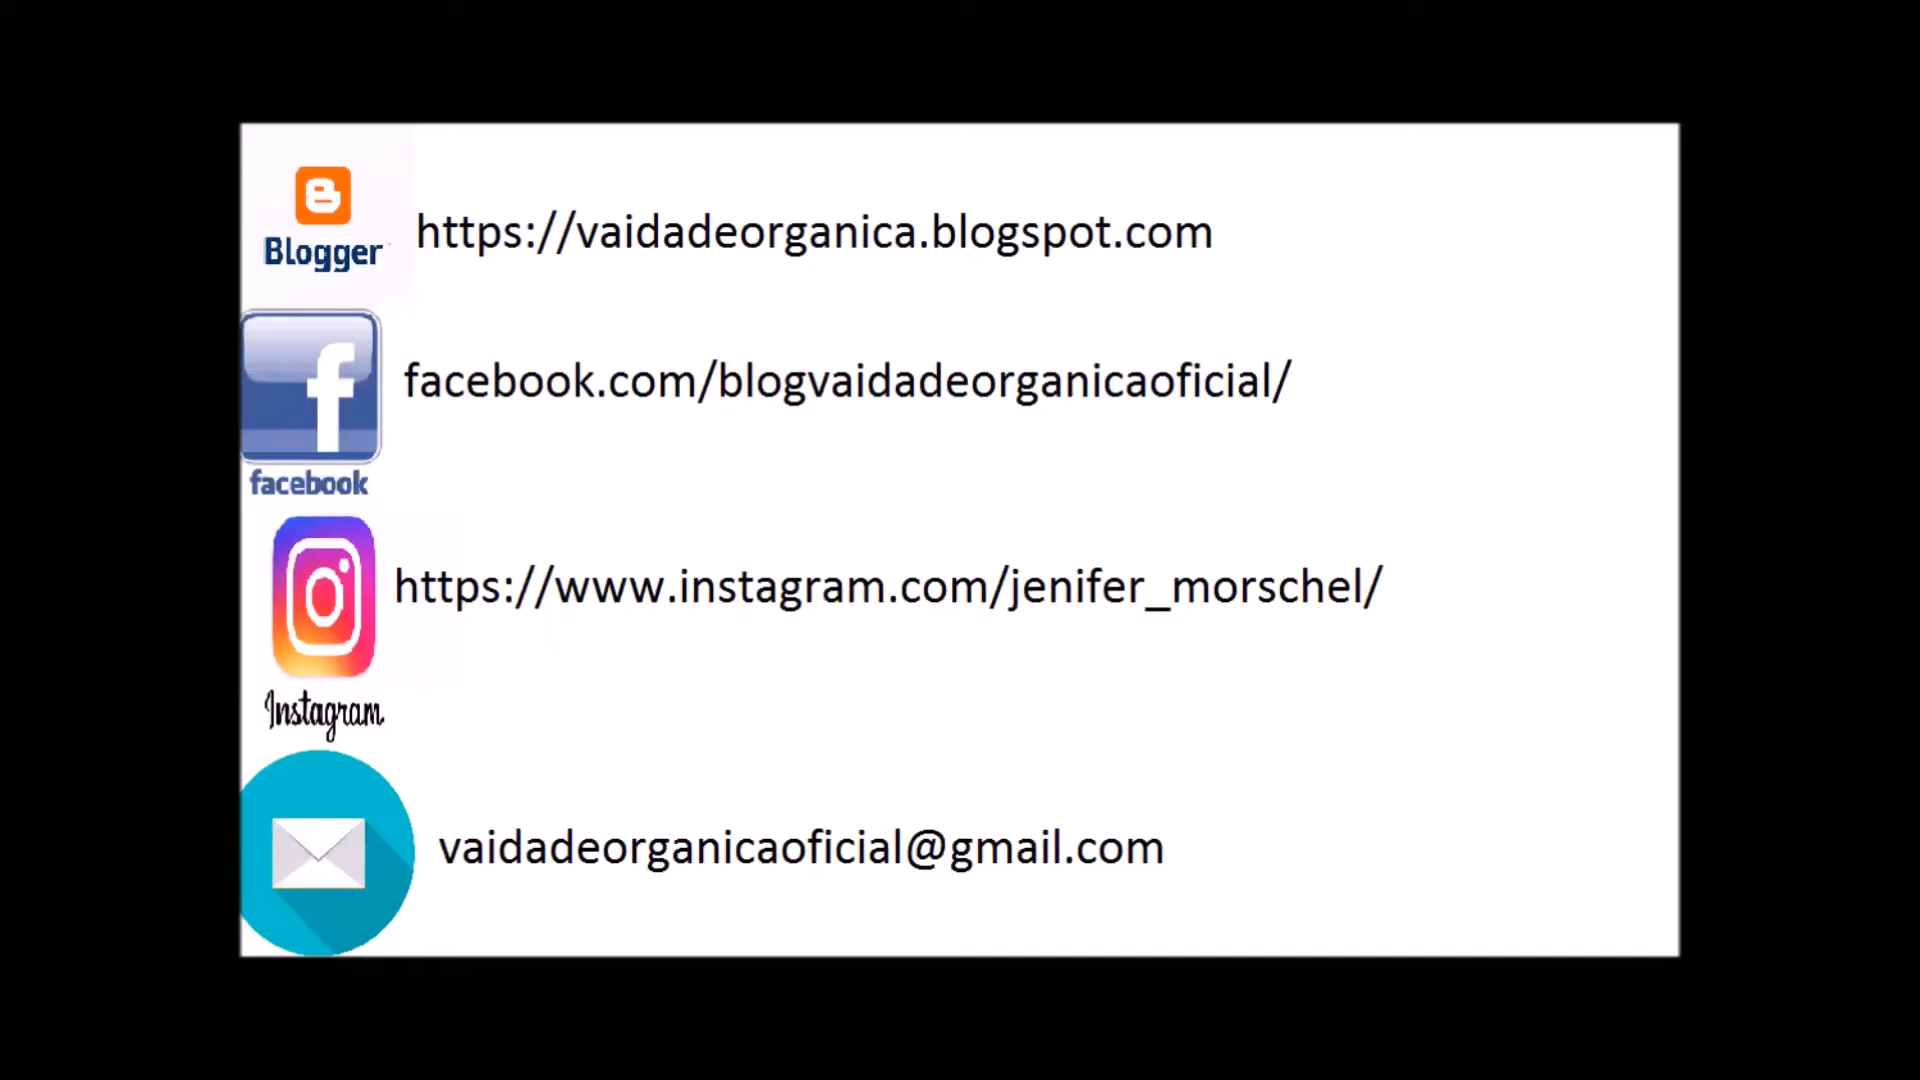 Blogger
https://vaidadeorganica.blogspot.com
facebook.com/blogvaidadeorganicaoficial/
facebook
https://www.instagram.com/jenifer_morschel/
Instagram
vaidadeorganicaoficial@gmail.com